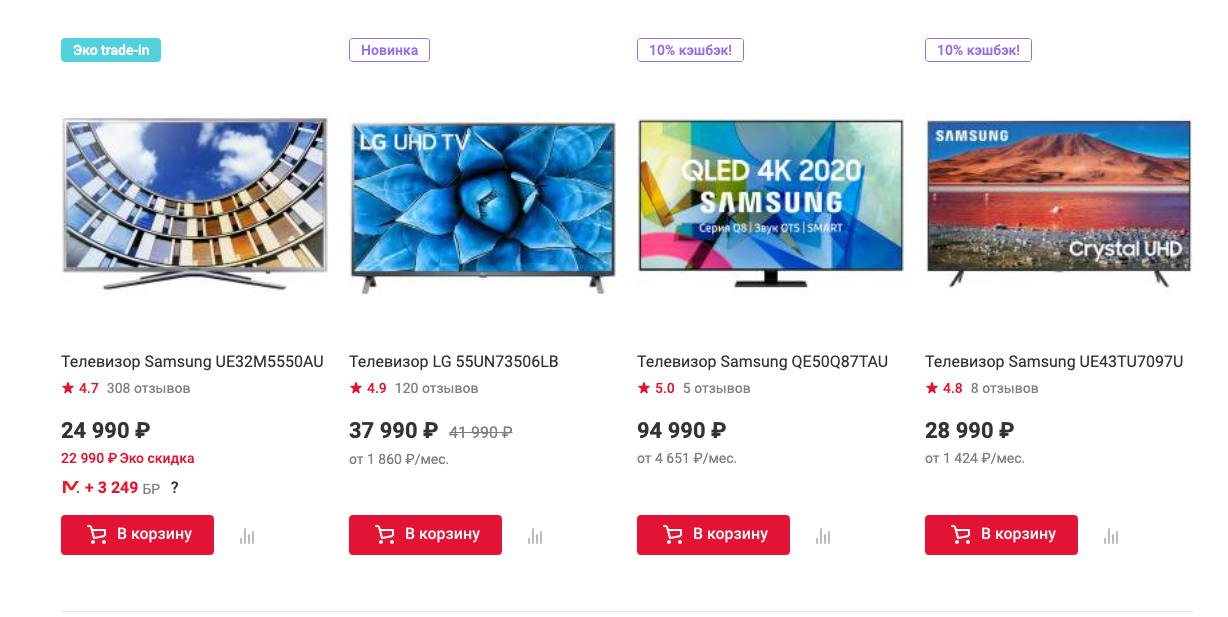 Эко trade-in
Новинка
10% кэшбэк!
10% кэшбэк!
LG UHD TV
QLED 4K 2020
SAMSUNG
Серия Q8 | Звук OTS | SMART
SAMSUNG
Crystal UHD
Телевизор Samsung UE32M5550AU
★ 4.7 308 отзывов
24 990 ₽
22 990 ₽ Эко скидка
М. + 3 249 БР ?
В корзину
Телевизор LG 55UN73506LB
★ 4.9 120 отзывов
37 990 ₽ 41 990 ₽
от 1 860 ₽/мес.
В корзину
Телевизор Samsung QE50Q87TAU
★ 5.0 5 отзывов
94 990 ₽
от 4 651 ₽/мес.
В корзину
Телевизор Samsung UE43TU7097U
★ 4.8 8 отзывов
28 990 ₽
от 1 424 ₽/мес.
В корзину